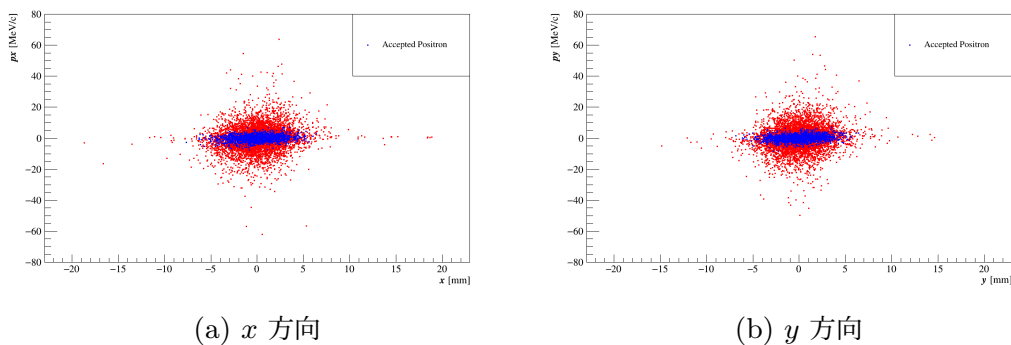 px [MeV/c]
80
60
40
20
0
−20
−40
−60
−80
−20 −15 −10 −5 0 5 10 15 20
x [mm]
Accepted Positron
(a) x 方向
py [MeV/c]
80
60
40
20
0
−20
−40
−60
−80
−20 −15 −10 −5 0 5 10 15 20
y [mm]
Accepted Positron
(b) y 方向